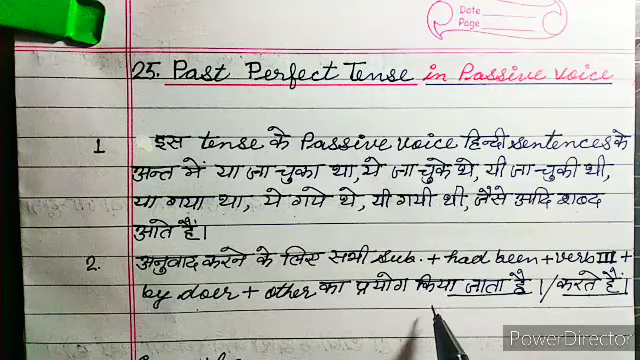 Date
Page
25. Past Perfect Tense in Passive Voice
1 इस tense के Passive voice हिन्दी sentences के
अन्त में या जा चुका था, ये जा चुके थे, यी जा चुकी थी,
या गया था, ये गये थे, यी गयी थी, जैसे अदि शब्द
आते हैं।
2. अनुवाद करने के लिए सभी sub. + had been + verb III +
by doer + other का प्रयोग किया जाता है। / करते हैं।
PowerDirector